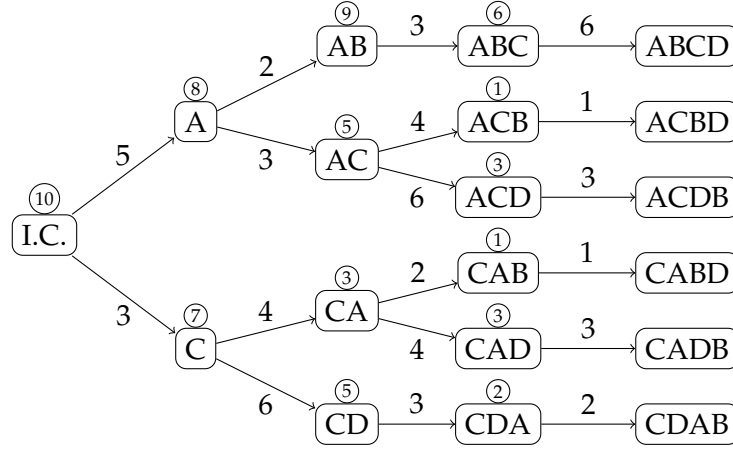 9 6
AB 3 ABC 6 ABCD
8 2 1
A 5 4 ACB 1 ACBD
5 3 AC 3
10 6 ACD 3 ACDB
I.C. 1
3 2 CAB 1 CABD
3 7 4 CA 3
C 4 CAD 3 CADB
6 5 2
CD 3 CDA 2 CDAB